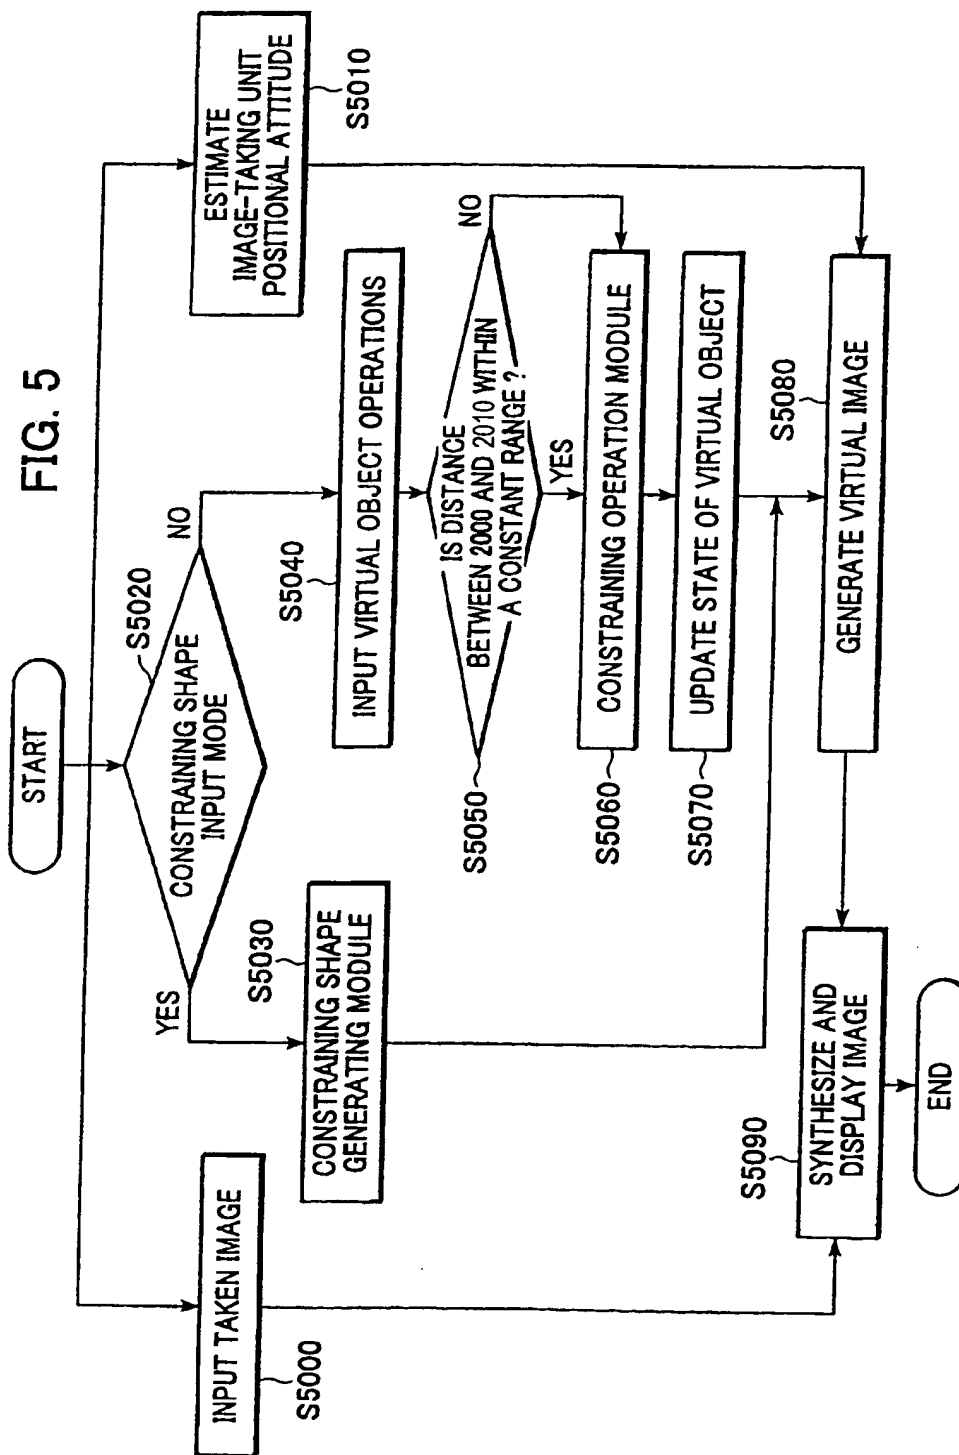 FIG. 5
START
INPUT TAKEN IMAGE
S5000
CONSTRAINING SHAPE
INPUT MODE
S5020
YES
NO
ESTIMATE
IMAGE-TAKING UNIT
POSITIONAL ATTITUDE
S5010
S5030
CONSTRAINING SHAPE
GENERATING MODULE
S5040
INPUT VIRTUAL OBJECT OPERATIONS
IS DISTANCE
BETWEEN 2000 AND 2010 WITHIN
A CONSTANT RANGE ?
S5050
NO
YES
CONSTRAINING OPERATION MODULE
S5060
UPDATE STATE OF VIRTUAL OBJECT
S5070
S5080
GENERATE VIRTUAL IMAGE
S5090
SYNTHESIZE AND
DISPLAY IMAGE
END